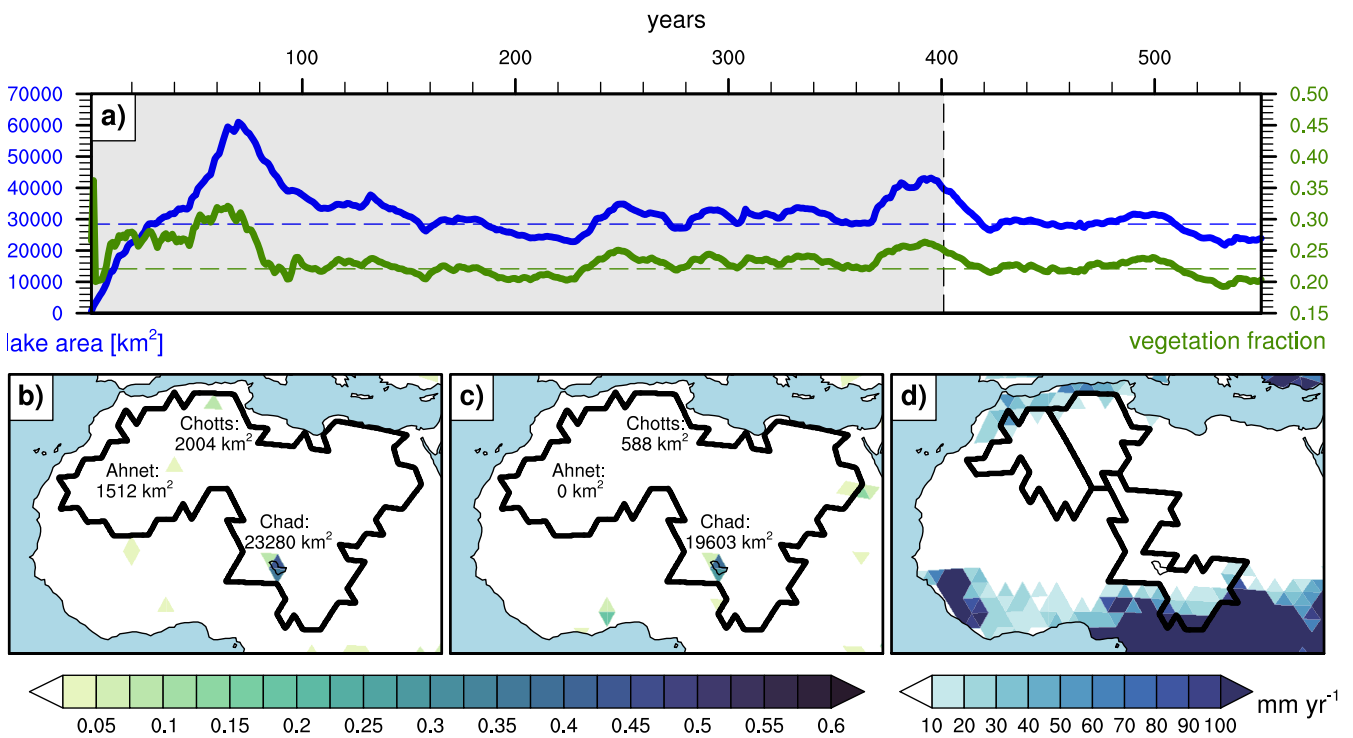 years
100 200 300 400 500
70000
60000
50000
40000
30000
20000
10000
0
a)
0.50
0.45
0.40
0.35
0.30
0.25
0.20
0.15
lake area [km²]
vegetation fraction
b)
Chotts:
2004 km²
Ahnet:
1512 km²
Chad:
23280 km²
c)
Chotts:
588 km²
Ahnet:
0 km²
Chad:
19603 km²
d)
0.05 0.1 0.15 0.2 0.25 0.3 0.35 0.4 0.45 0.5 0.55 0.6
10 20 30 40 50 60 70 80 90 100
mm yr⁻¹